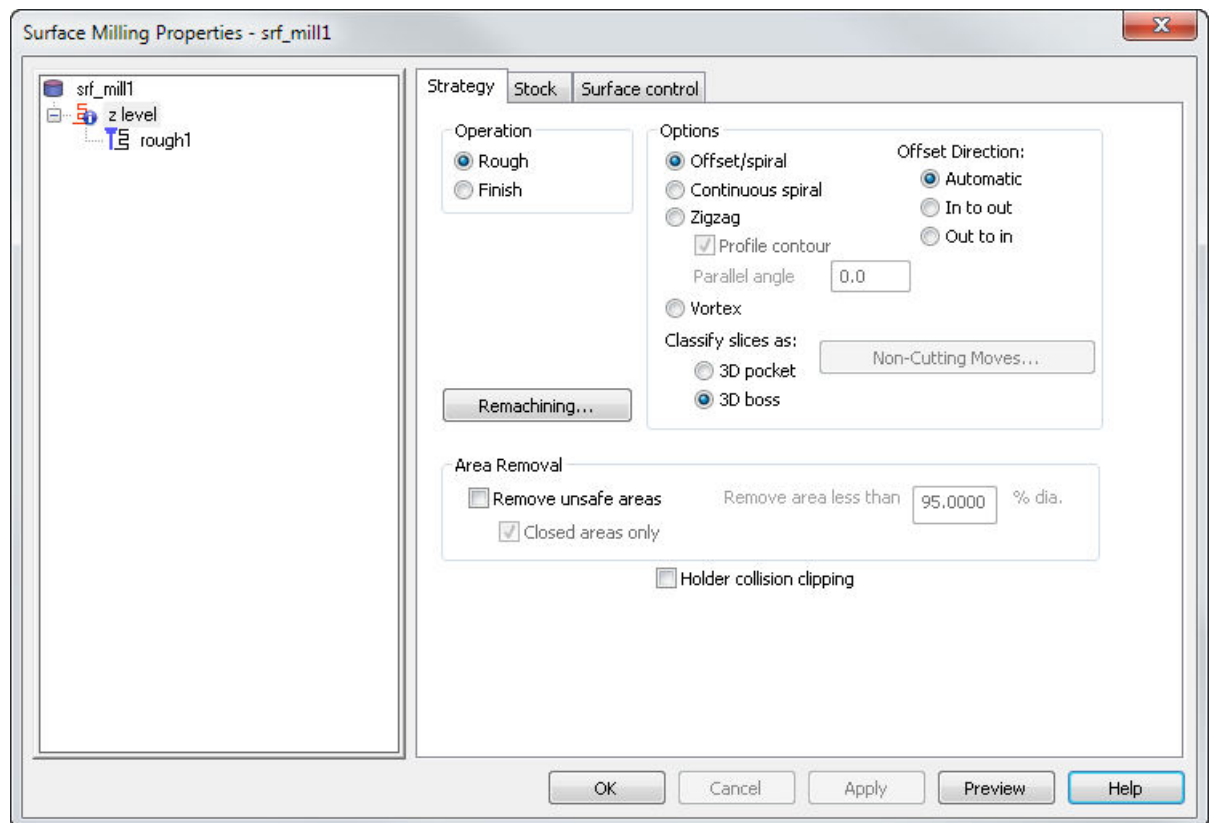 Surface Milling Properties - srf_mill1
srf_mill1
z level
rough1
Strategy
Stock
Surface control
Operation
Rough
Finish
Options
Offset/spiral
Continuous spiral
Zigzag
Profile contour
Parallel angle 0.0
Vortex
Offset Direction:
Automatic
In to out
Out to in
Classify slices as:
3D pocket
3D boss
Non-Cutting Moves...
Remachining...
Area Removal
Remove unsafe areas
Closed areas only
Remove area less than 95.0000 % dia.
Holder collision clipping
OK
Cancel
Apply
Preview
Help